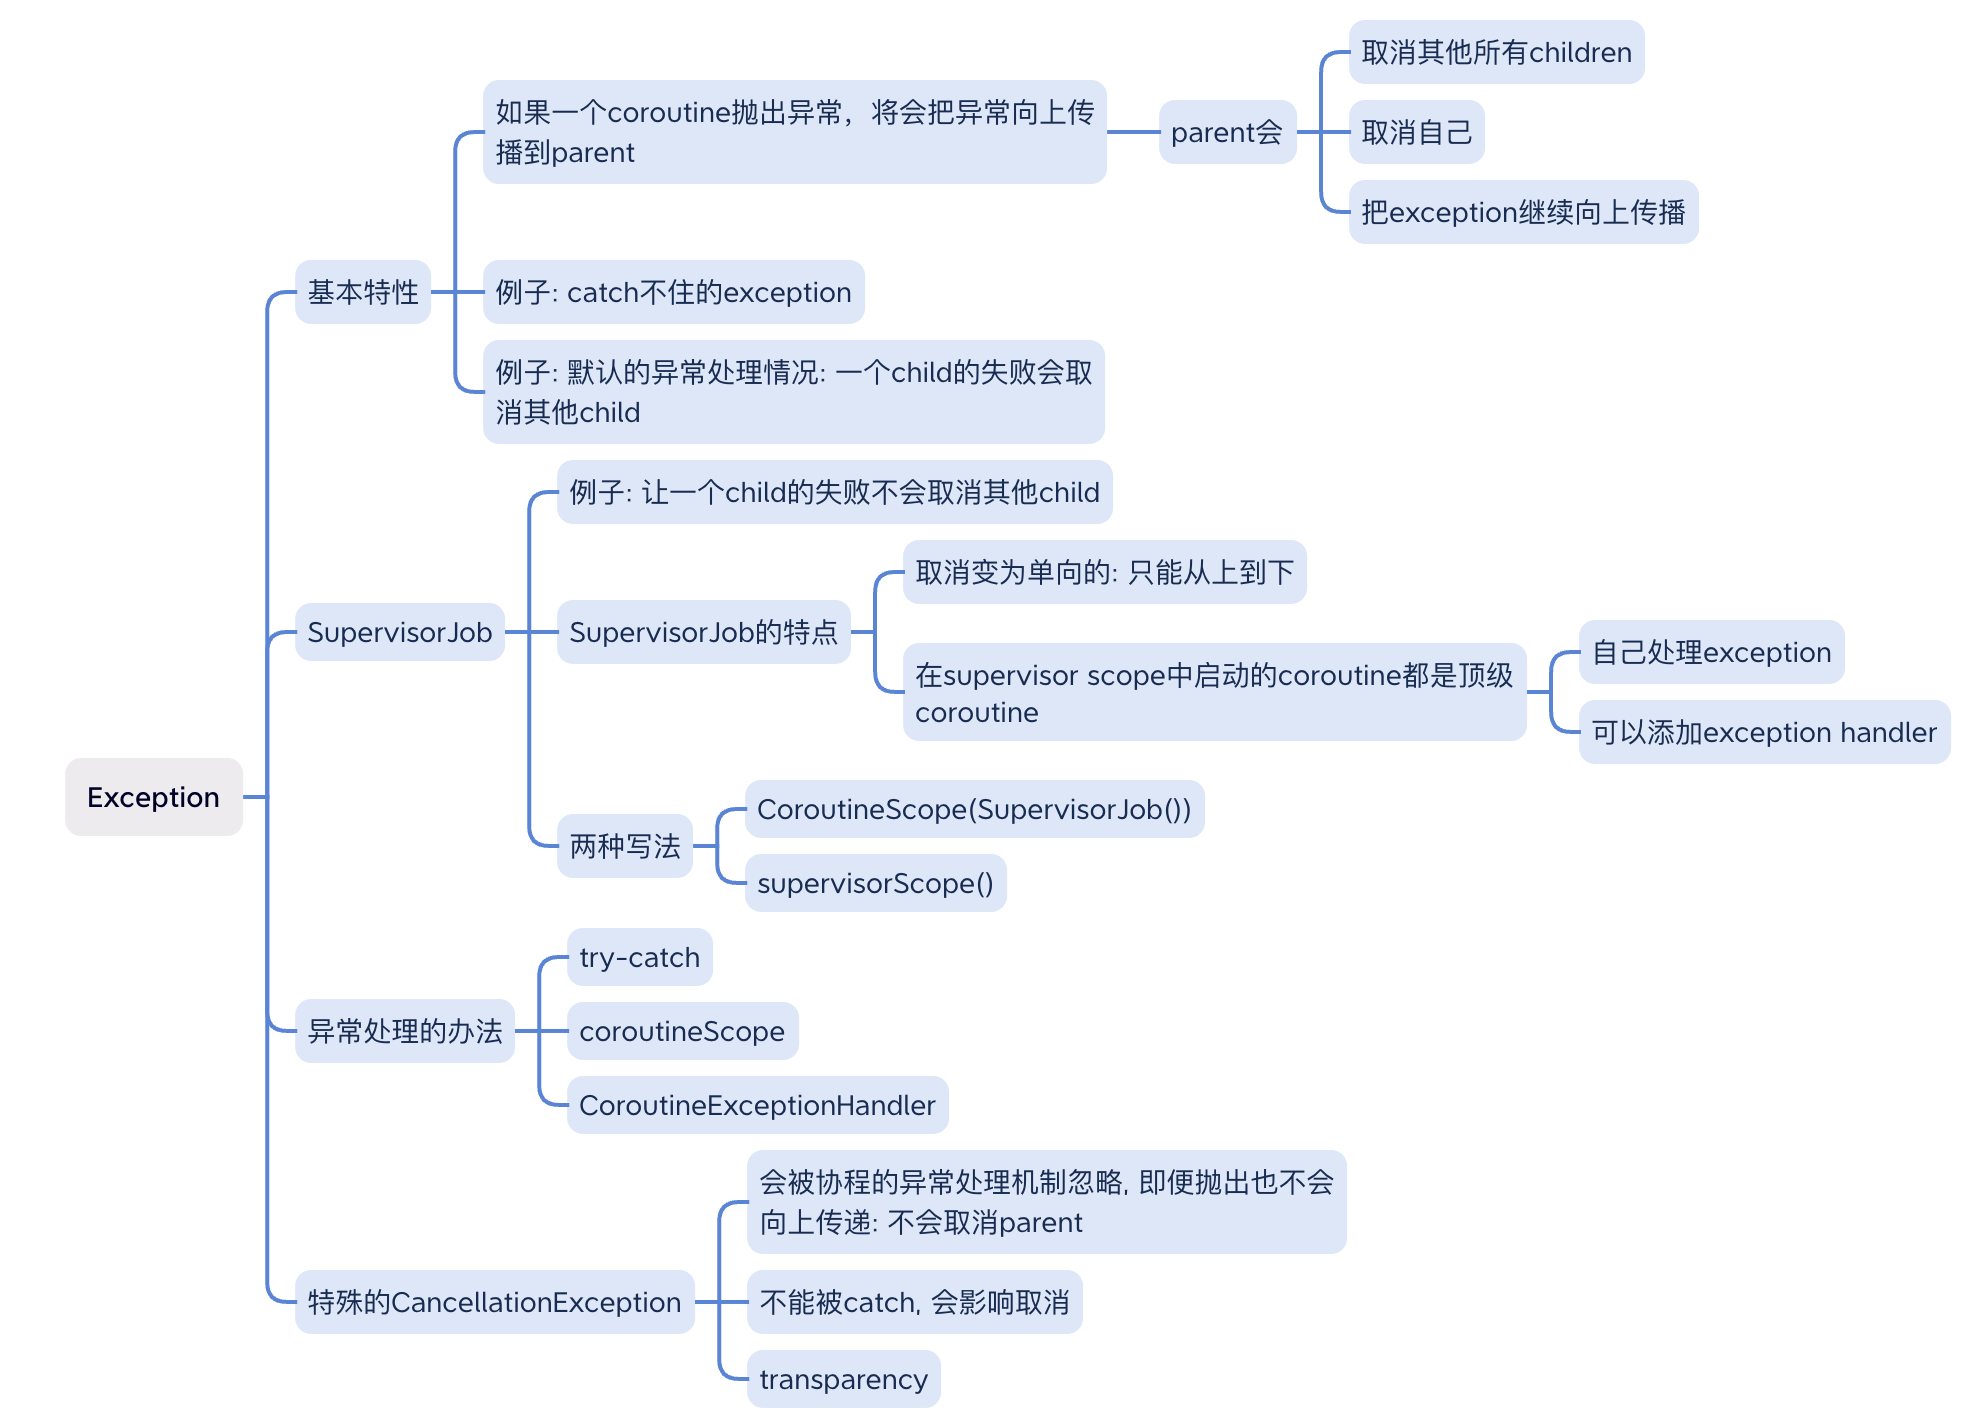 Exception
基本特性
如果一个coroutine抛出异常，将会把异常向上传
播到parent
parent会
取消其他所有children
取消自己
把exception继续向上传播
例子: catch不住的exception
例子: 默认的异常处理情况: 一个child的失败会取
消其他child
SupervisorJob
例子: 让一个child的失败不会取消其他child
SupervisorJob的特点
取消变为单向的: 只能从上到下
在supervisor scope中启动的coroutine都是顶级
coroutine
自己处理exception
可以添加exception handler
两种写法
CoroutineScope(SupervisorJob())
supervisorScope()
异常处理的办法
try-catch
coroutineScope
CoroutineExceptionHandler
特殊的CancellationException
会被协程的异常处理机制忽略, 即便抛出也不会
向上传递: 不会取消parent
不能被catch, 会影响取消
transparency